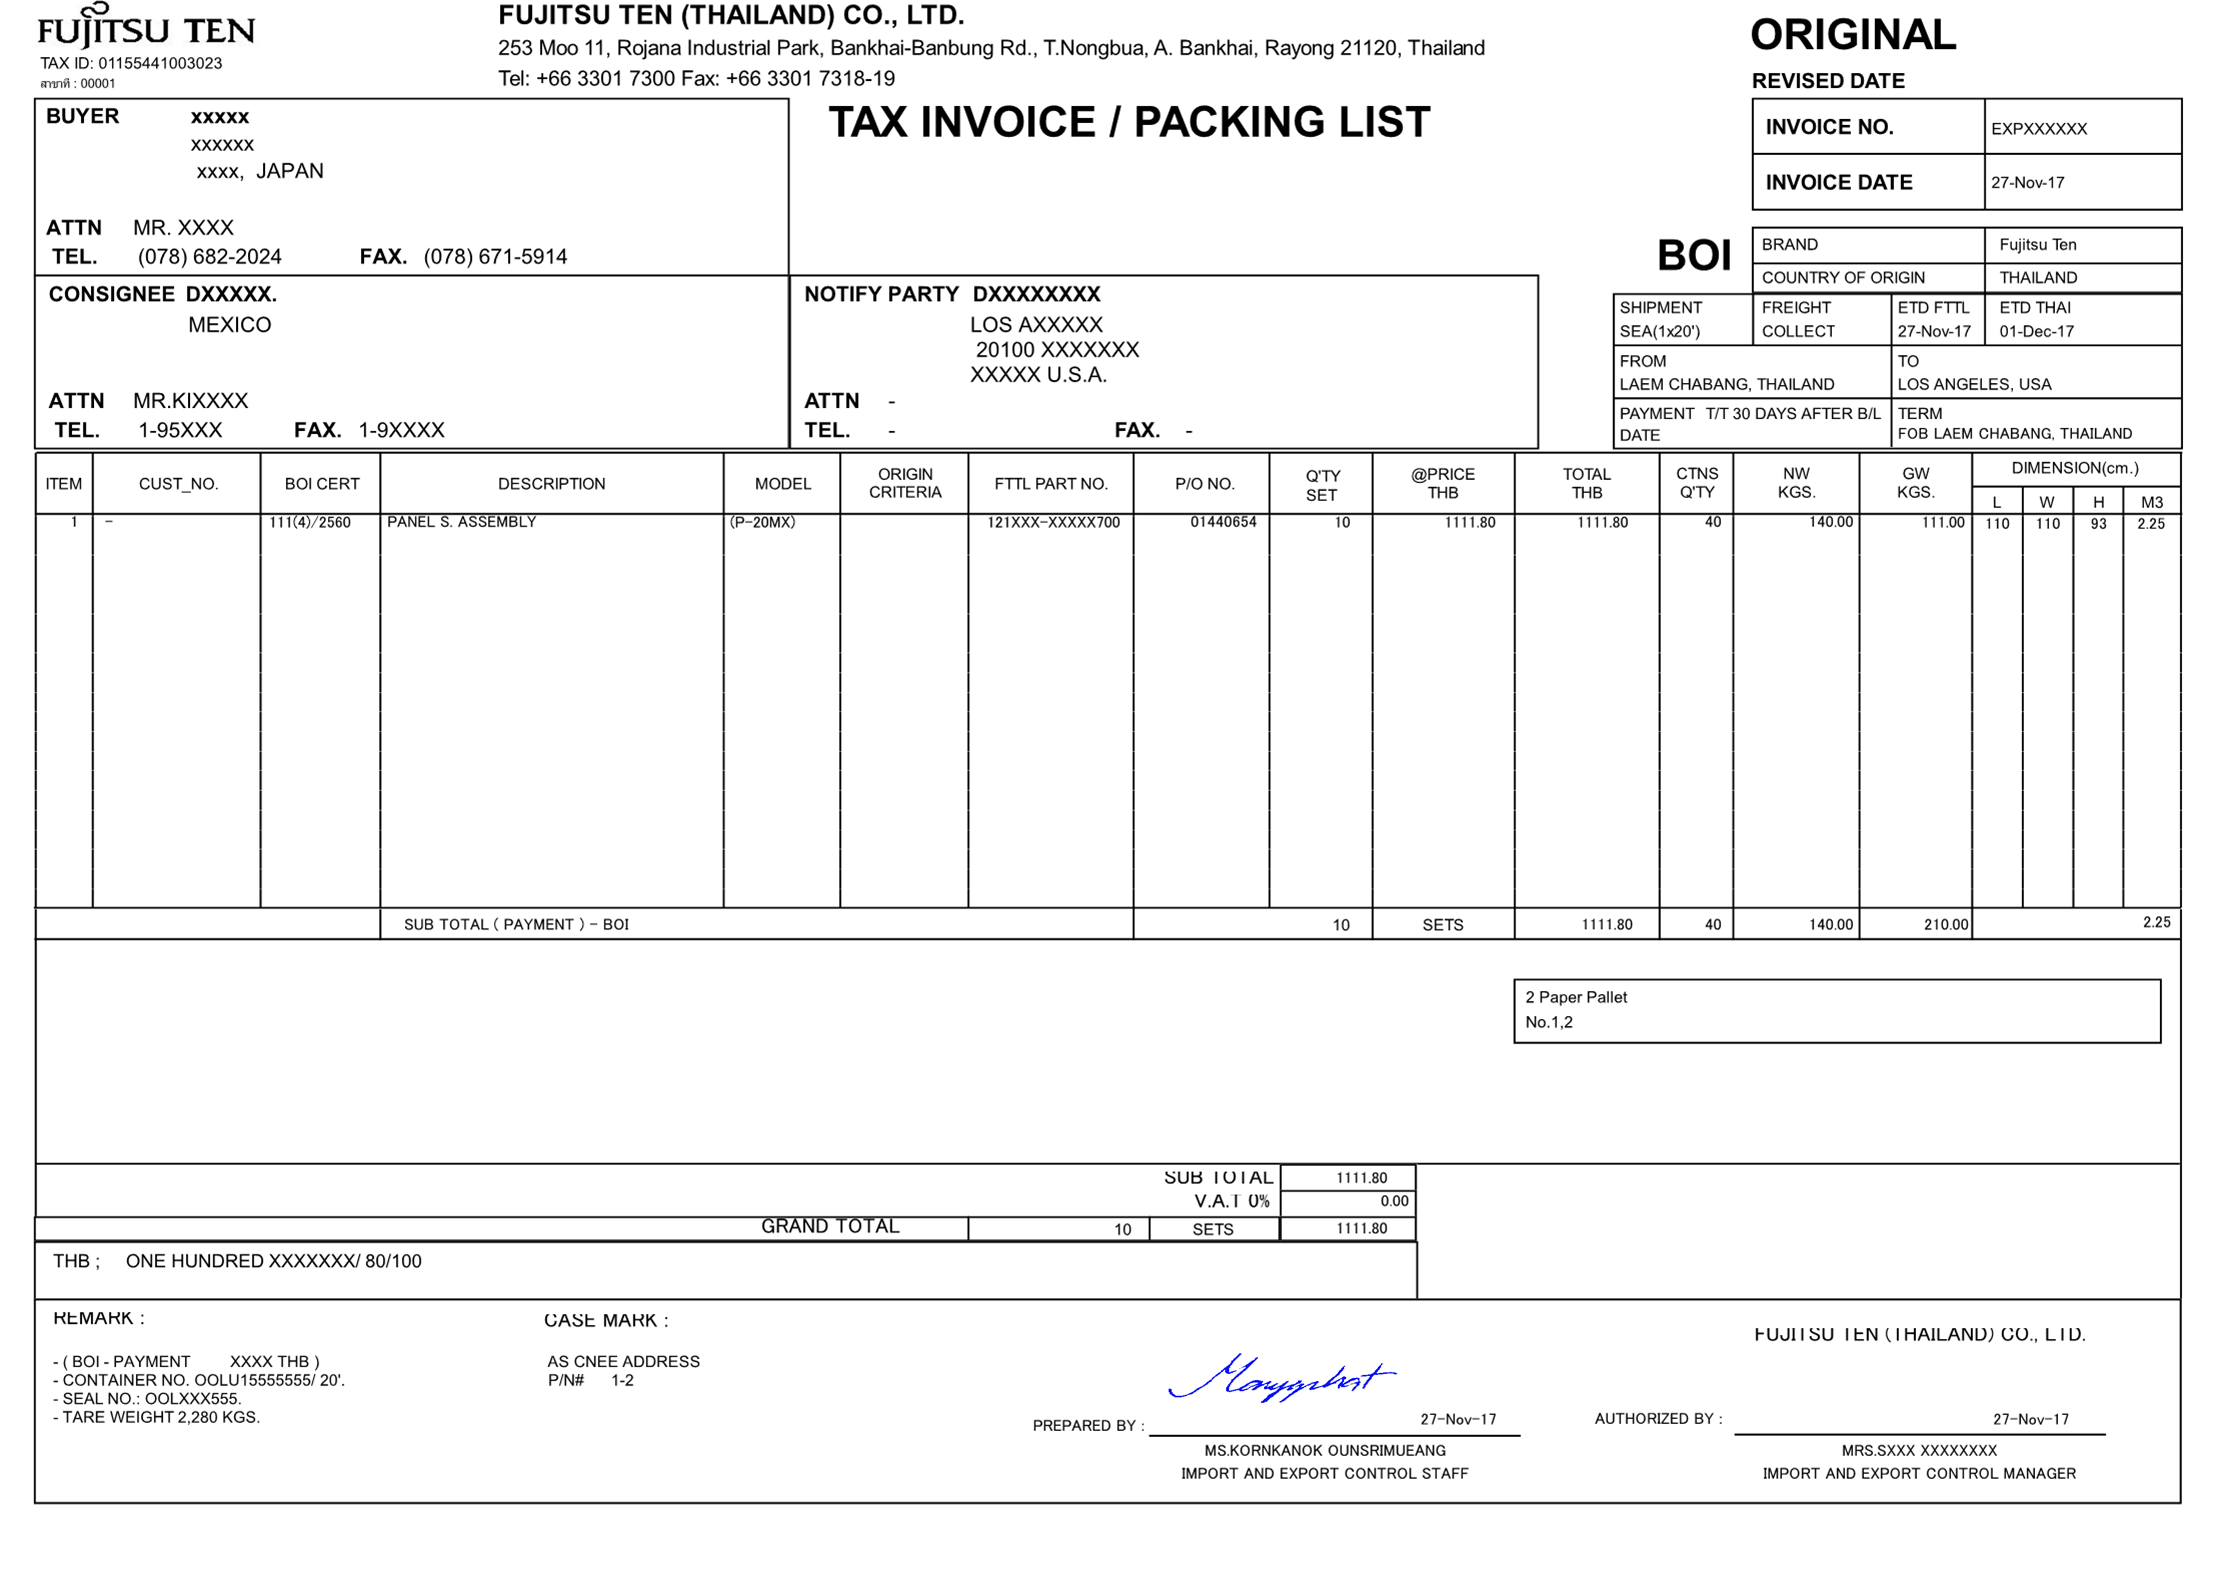 FUJITSU TEN
TAX ID: 01155441003023
สาขาที่ : 00001
FUJITSU TEN (THAILAND) CO., LTD.
253 Moo 11, Rojana Industrial Park, Bankhai-Banbung Rd., T.Nongbua, A. Bankhai, Rayong 21120, Thailand
Tel: +66 3301 7300 Fax: +66 3301 7318-19
ORIGINAL
REVISED DATE
TAX INVOICE / PACKING LIST
INVOICE NO. EXPXXXXXX
INVOICE DATE 27-Nov-17
BUYER xxxxx
xxxxxx
xxxx, JAPAN
ATTN MR. XXXX
TEL. (078) 682-2024 FAX. (078) 671-5914
BOI
BRAND Fujitsu Ten
COUNTRY OF ORIGIN THAILAND
CONSIGNEE DXXXXX.
MEXICO
ATTN MR.KIXXXX
TEL. 1-95XXX FAX. 1-9XXXX
NOTIFY PARTY DXXXXXXXX
LOS AXXXXX
20100 XXXXXXX
XXXXX U.S.A.
ATTN -
TEL. - FAX. -
SHIPMENT FREIGHT ETD FTTL ETD THAI
SEA(1x20') COLLECT 27-Nov-17 01-Dec-17
FROM TO
LAEM CHABANG, THAILAND LOS ANGELES, USA
PAYMENT T/T 30 DAYS AFTER B/L TERM
DATE FOB LAEM CHABANG, THAILAND
ITEM CUST_NO. BOI CERT DESCRIPTION MODEL ORIGIN CRITERIA FTTL PART NO. P/O NO. Q'TY SET @PRICE THB TOTAL THB CTNS Q'TY NW KGS. GW KGS. DIMENSION(cm.)
L W H M3
1 - 111(4)/2560 PANEL S. ASSEMBLY (P-20MX) 121XXX-XXXXX700 01440654 10 1111.80 1111.80 40 140.00 111.00 110 110 93 2.25
SUB TOTAL ( PAYMENT ) - BOI 10 SETS 1111.80 40 140.00 210.00 2.25
2 Paper Pallet
No.1,2
SUB TOTAL 1111.80
V.A.T 0% 0.00
GRAND TOTAL 10 SETS 1111.80
THB ; ONE HUNDRED XXXXXXX/ 80/100
REMARK :
- ( BOI - PAYMENT XXXX THB )
- CONTAINER NO. OOLU15555555/ 20'.
- SEAL NO.: OOLXXX555.
- TARE WEIGHT 2,280 KGS.
CASE MARK :
AS CNEE ADDRESS
P/N# 1-2
FUJITSU TEN (THAILAND) CO., LTD.
PREPARED BY : 27-Nov-17
MS.KORNKANOK OUNSRIMUEANG
IMPORT AND EXPORT CONTROL STAFF
AUTHORIZED BY : 27-Nov-17
MRS.SXXX XXXXXXXX
IMPORT AND EXPORT CONTROL MANAGER